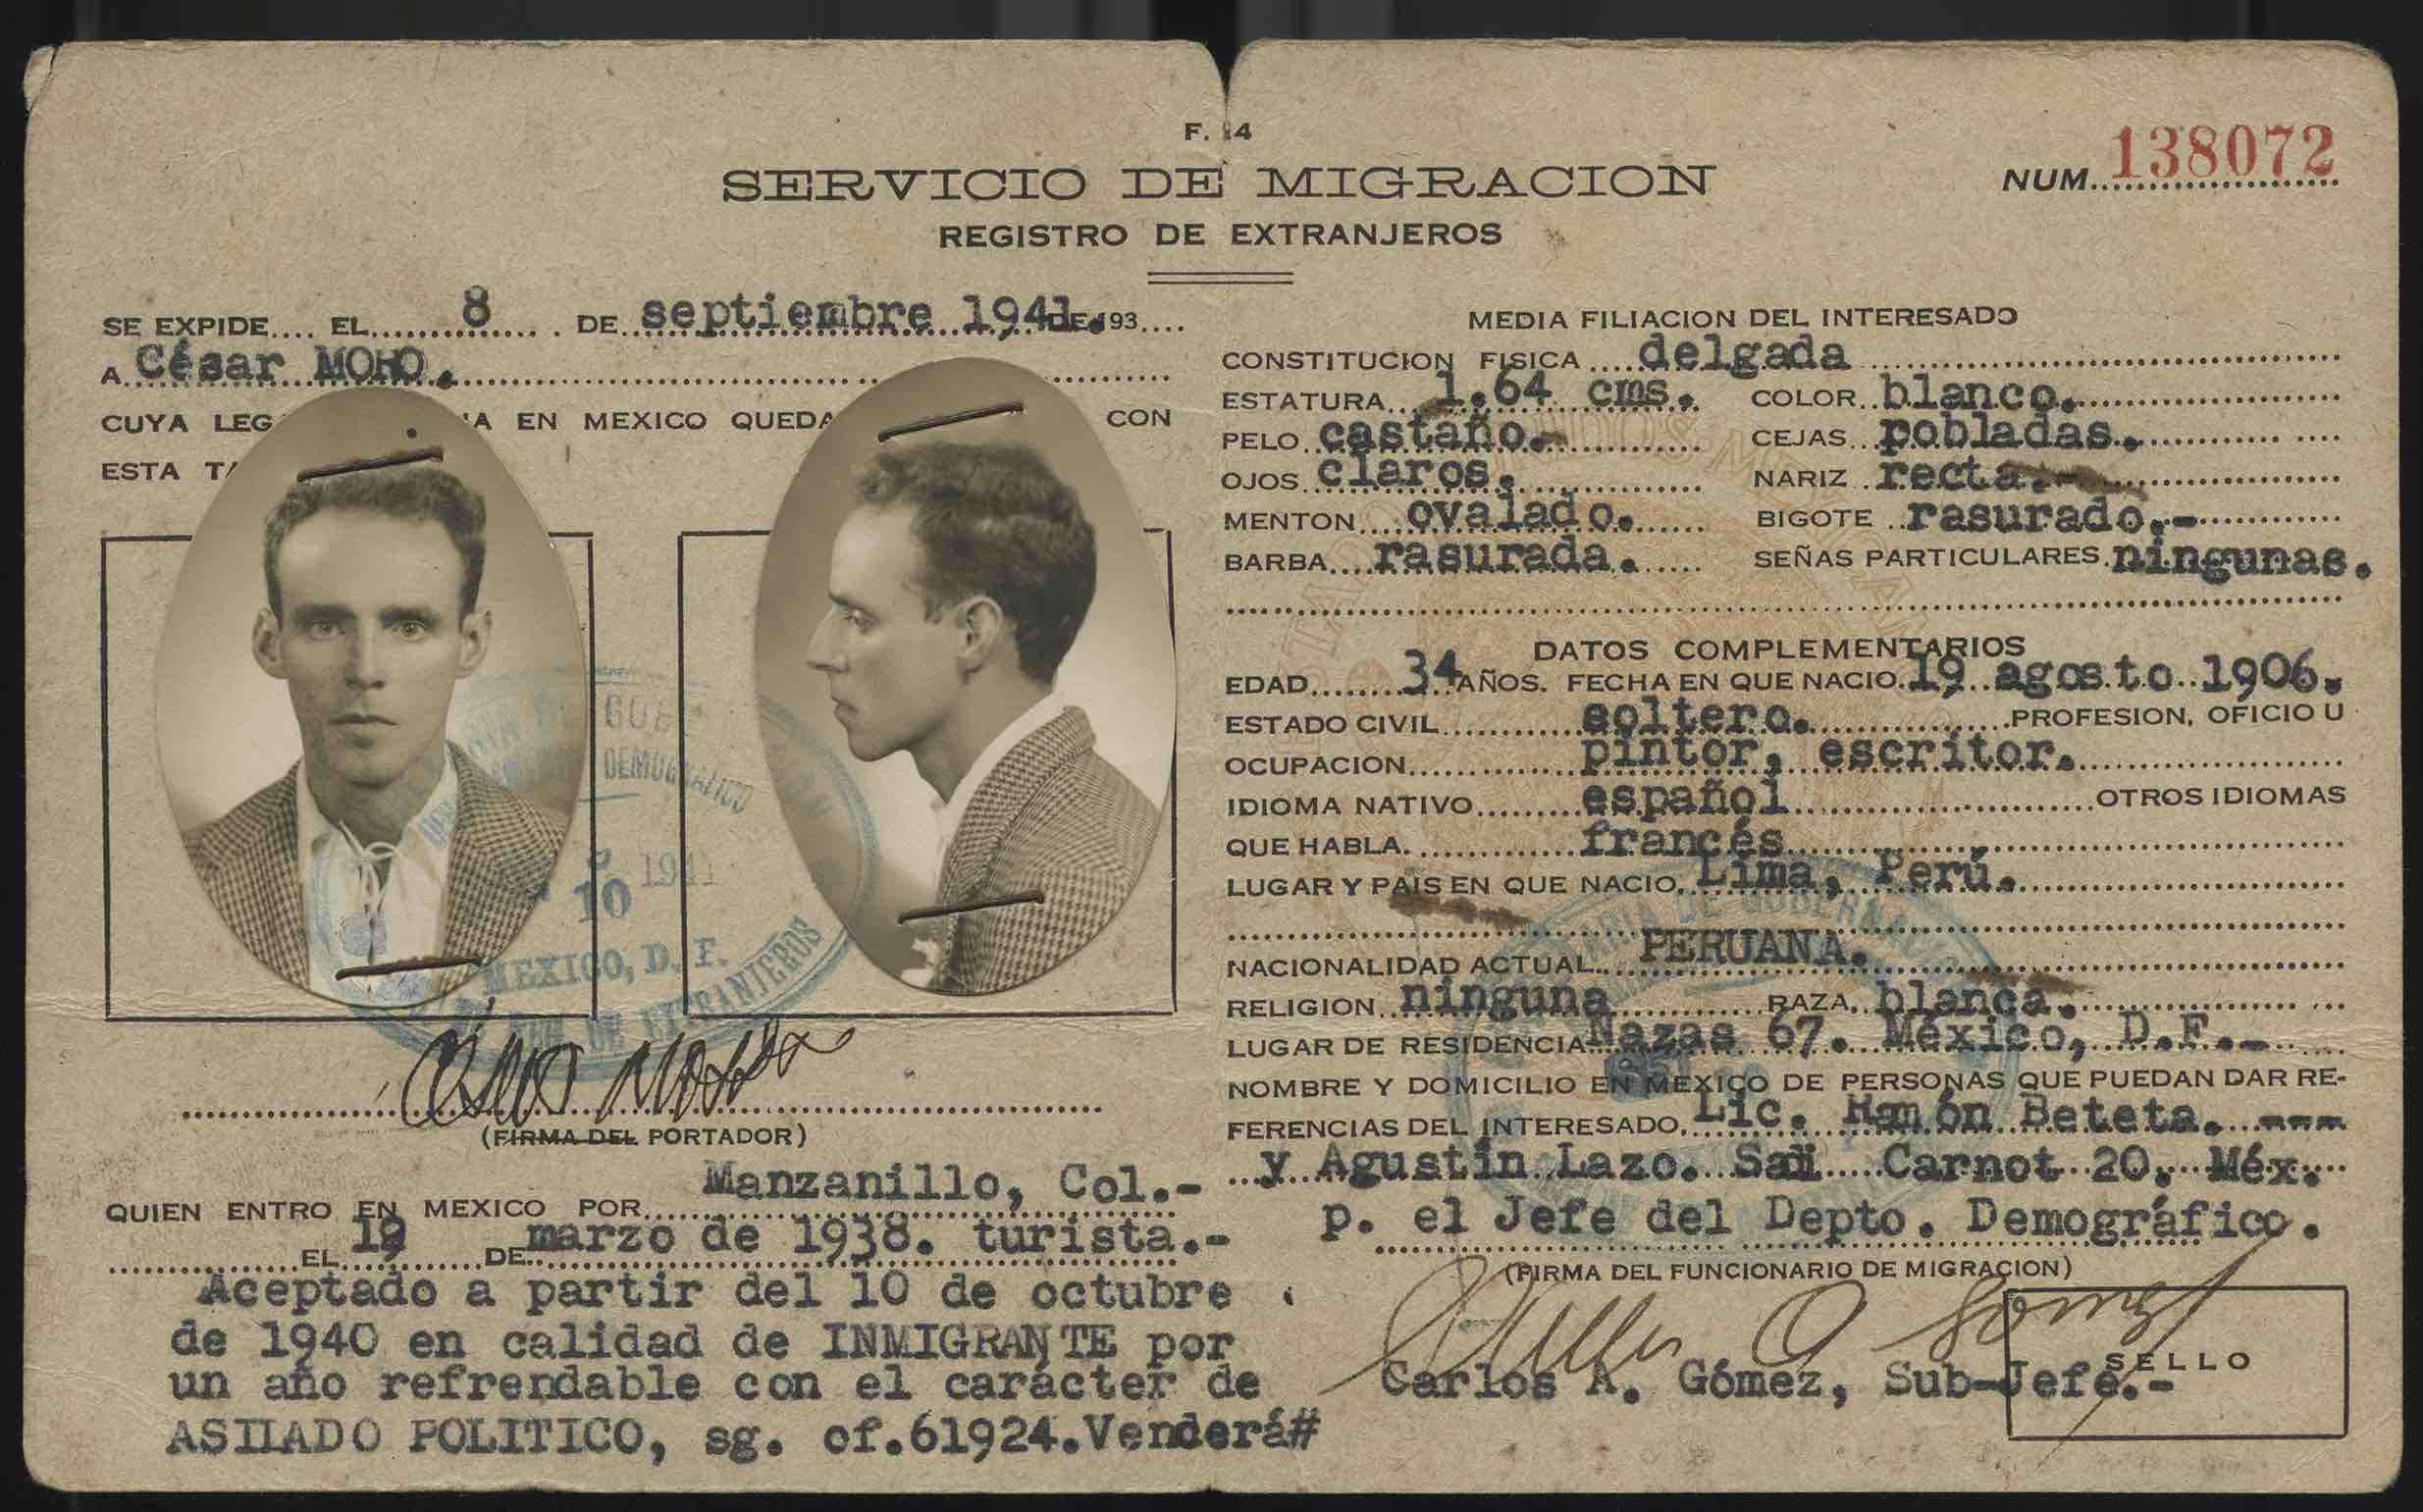 F. 14
SERVICIO DE MIGRACION
REGISTRO DE EXTRANJEROS
NUM. 138072
SE EXPIDE.... EL 8 DE septiembre 1941. DE 193....
A César MORO.
CUYA LEG A EN MEXICO QUEDA CON
ESTA TA
GOB
DEMOGRAFICO
10 1941
MEXICO, D. F.
DE EXTRANJEROS
César Moro
(FIRMA DEL PORTADOR)
QUIEN ENTRO EN MEXICO POR Manzanillo, Col.-
EL 19 DE marzo de 1938. turista.-
Aceptado a partir del 10 de octubre
de 1940 en calidad de INMIGRANTE por
un año refrendable con el carácter de
ASILADO POLITICO, sg. of.61924.Venderá#
MEDIA FILIACION DEL INTERESADO
CONSTITUCION FISICA delgada
ESTATURA 1.64 cms. COLOR blanco.
PELO castaño.- CEJAS pobladas.
OJOS claros. NARIZ recta.-
MENTON ovalado. BIGOTE rasurado.-
BARBA rasurada. SEÑAS PARTICULARES ningunas.
DATOS COMPLEMENTARIOS
EDAD 34 AÑOS. FECHA EN QUE NACIO 19 agosto 1906.
ESTADO CIVIL soltero. PROFESION, OFICIO U
OCUPACION pintor, escritor.
IDIOMA NATIVO español OTROS IDIOMAS
QUE HABLA. francés
LUGAR Y PAIS EN QUE NACIO. Lima, Perú.
NACIONALIDAD ACTUAL PERUANA.
RELIGION ninguna RAZA blanca.
LUGAR DE RESIDENCIA Nazas 67. México, D.F.-
NOMBRE Y DOMICILIO EN MEXICO DE PERSONAS QUE PUEDAN DAR RE-
FERENCIAS DEL INTERESADO. Lic. Ramón Beteta. ---
y Agustín Lazo. Sadi Carnot 20. Méx.
p. el Jefe del Depto. Demográfico.
(FIRMA DEL FUNCIONARIO DE MIGRACION)
Carlos A. Gómez, Sub-Jefe.-
SELLO